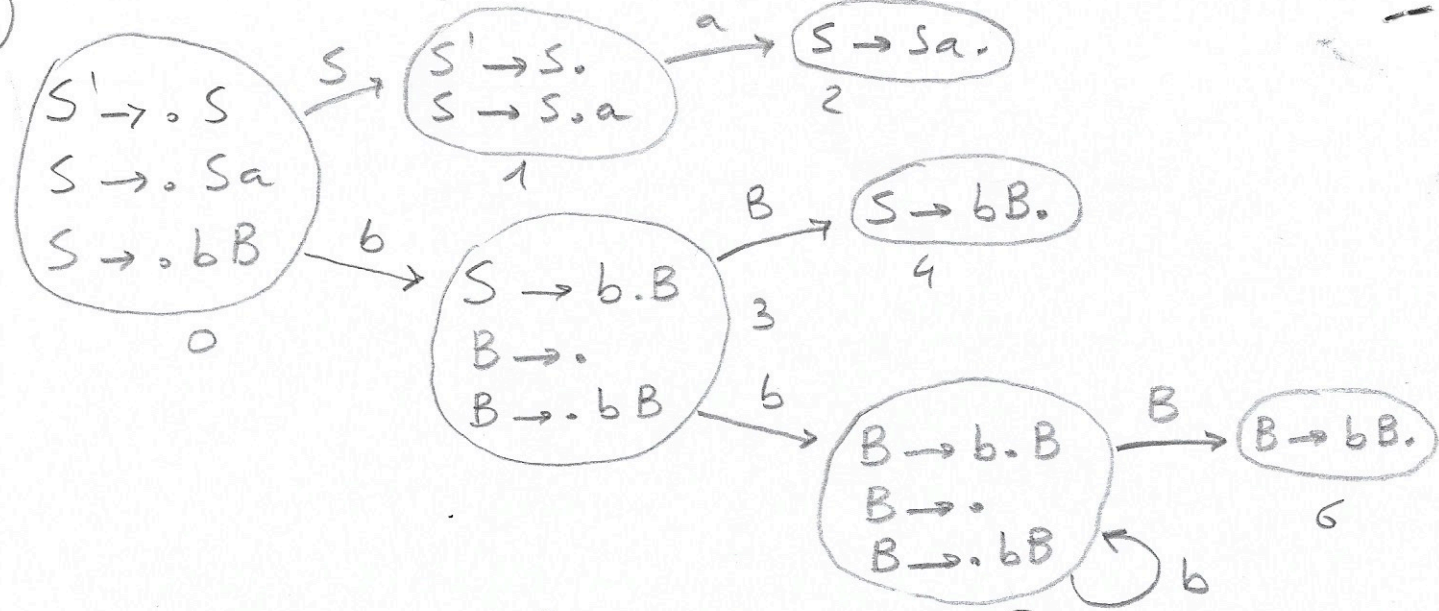 )
S' → . S
S → . Sa
S → . bB
0
S
S' → S.
S → S.a
1
a
S → Sa.
2
b
S → b.B
B → .
B → . bB
3
B
S → bB.
4
b
B → b.B
B → .
B → . bB
b
B
B → bB.
6